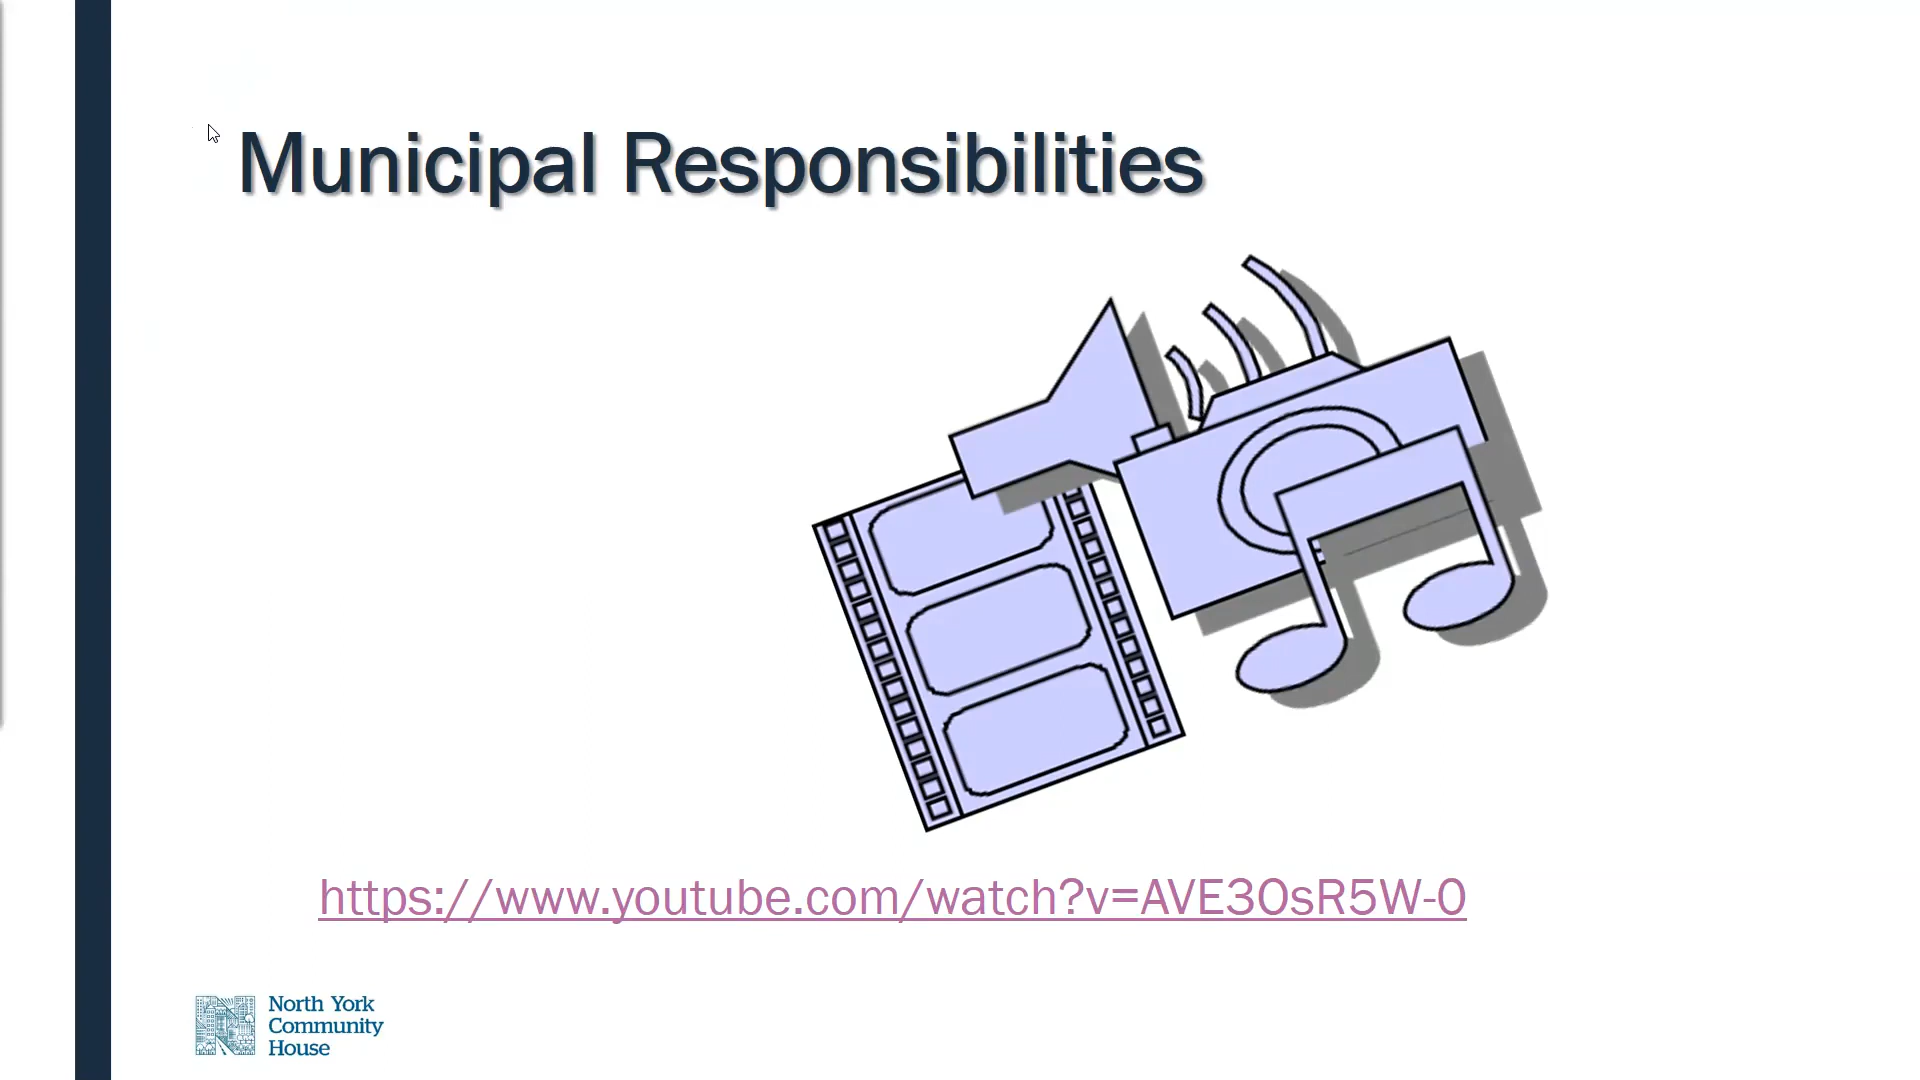 Municipal Responsibilities
https://www.youtube.com/watch?v=AVE3OsR5W-0
North York
Community
House